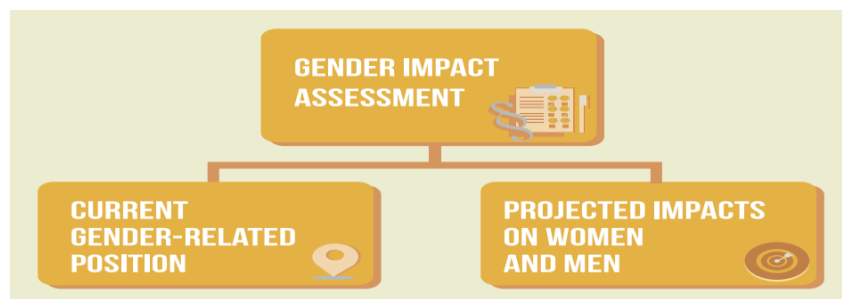 GENDER IMPACT
ASSESSMENT
CURRENT
GENDER-RELATED
POSITION
PROJECTED IMPACTS
ON WOMEN
AND MEN